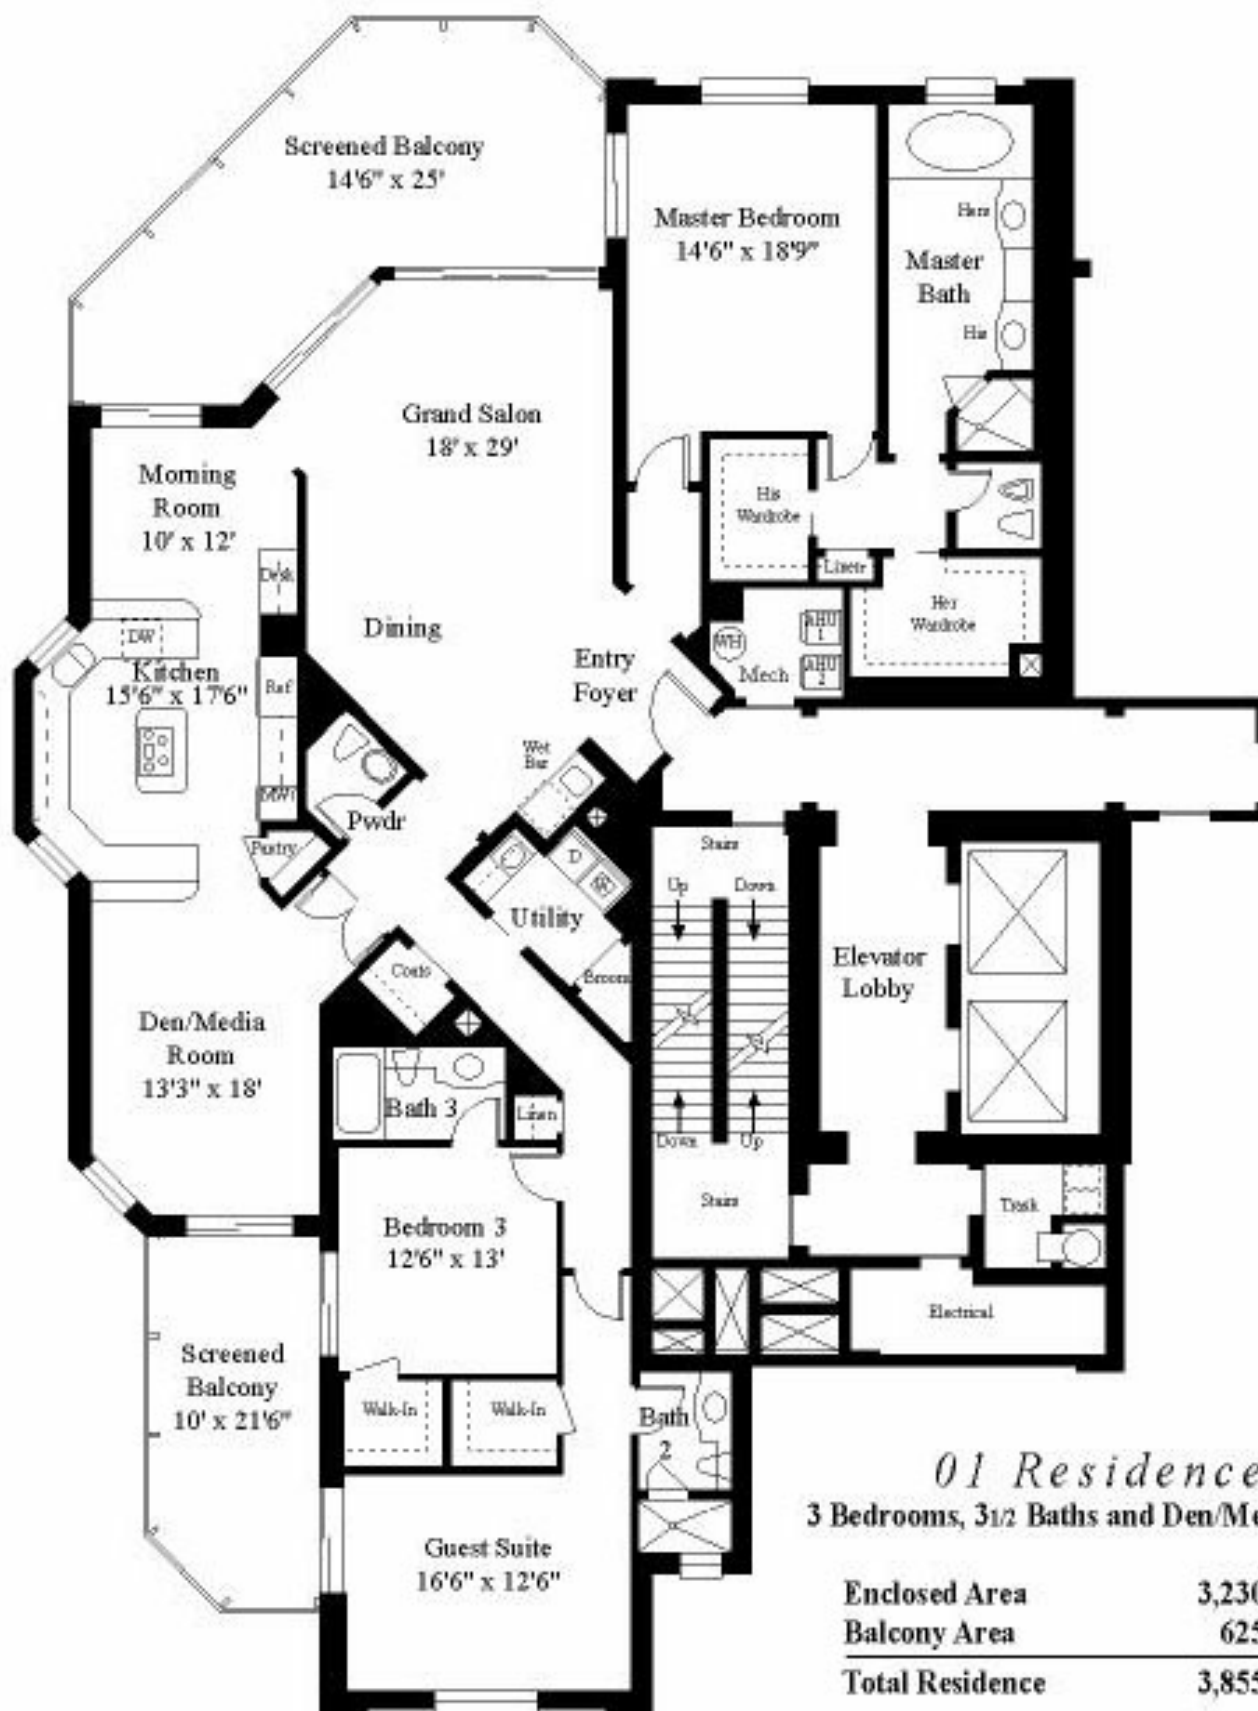 Screened Balcony
14'6" x 25'
Master Bedroom
14'6" x 18'9"
Hers
Master
Bath
His
Grand Salon
18' x 29'
Morning
Room
10' x 12'
His
Wardrobe
Linen
Desk
Her
Wardrobe
Dining
DW
Kitchen
15'6" x 17'6"
Ref
Entry
Foyer
WH
AHU
1
AHU
2
Mech
Wet
Bar
Pwdr
Pantry
D
Utility
Stairs
Up
Down
Elevator
Lobby
Coats
Broom
Den/Media
Room
13'3" x 18'
Bath 3
Linen
Down
Up
Stairs
Trash
Bedroom 3
12'6" x 13'
Electrical
Screened
Balcony
10' x 21'6"
Walk-In
Walk-In
Bath
2
01 Residence
3 Bedrooms, 31/2 Baths and Den/Me
Guest Suite
16'6" x 12'6"
Enclosed Area 3,230
Balcony Area 625
Total Residence 3,855